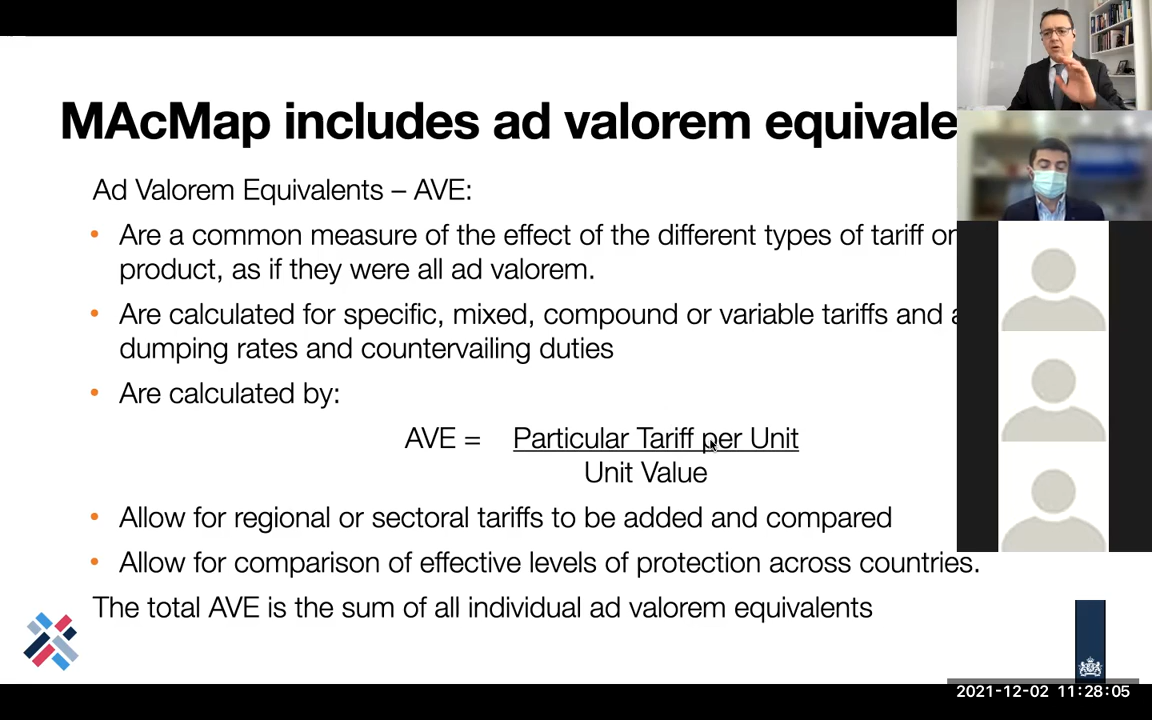 MAcMap includes ad valorem equivale
Ad Valorem Equivalents – AVE:
• Are a common measure of the effect of the different types of tariff on
product, as if they were all ad valorem.
• Are calculated for specific, mixed, compound or variable tariffs and a
dumping rates and countervailing duties
• Are calculated by:
AVE = Particular Tariff per Unit
Unit Value
• Allow for regional or sectoral tariffs to be added and compared
• Allow for comparison of effective levels of protection across countries.
The total AVE is the sum of all individual ad valorem equivalents
2021-12-02 11:28:05